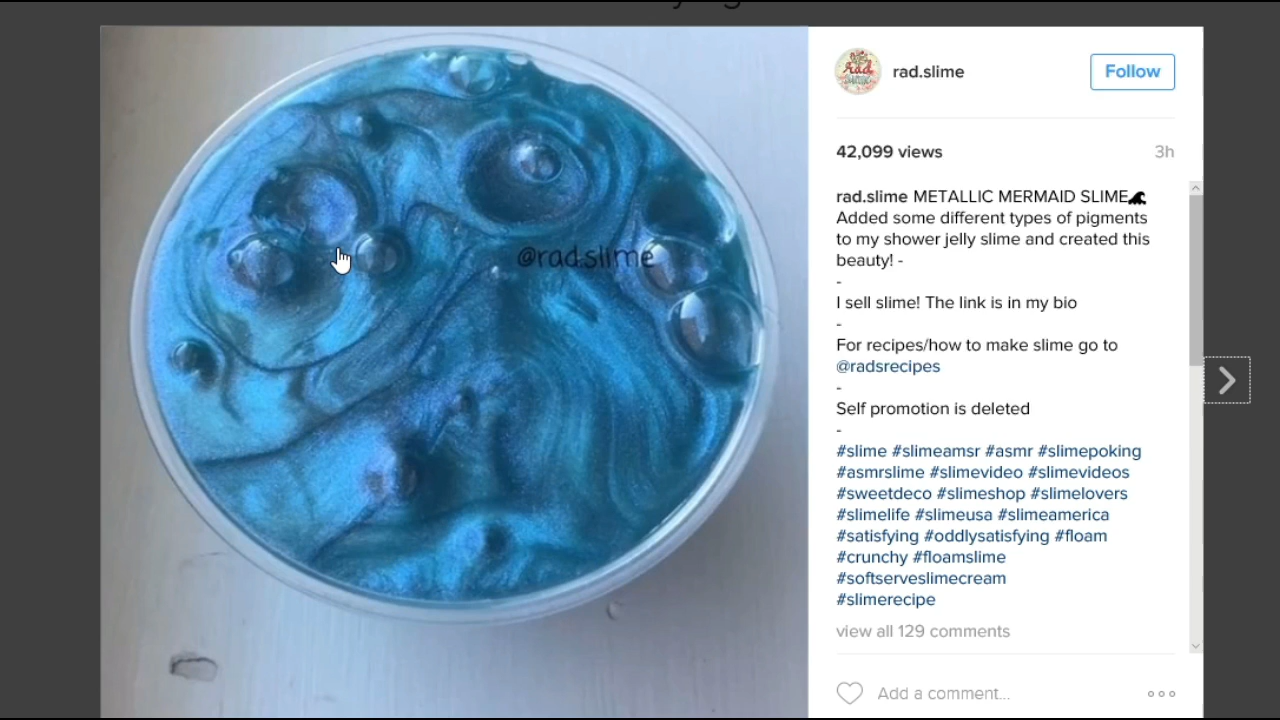 @rad.slime
rad.slime
Follow
42,099 views
3h
rad.slime METALLIC MERMAID SLIME🌊
Added some different types of pigments
to my shower jelly slime and created this
beauty! -
-
I sell slime! The link is in my bio
-
For recipes/how to make slime go to
@radsrecipes
-
Self promotion is deleted
-
#slime #slimeamsr #asmr #slimepoking
#asmrslime #slimevideo #slimevideos
#sweetdeco #slimeshop #slimelovers
#slimelife #slimeusa #slimeamerica
#satisfying #oddlysatisfying #floam
#crunchy #floamslime
#softserveslimecream
#slimerecipe
view all 129 comments
Add a comment...